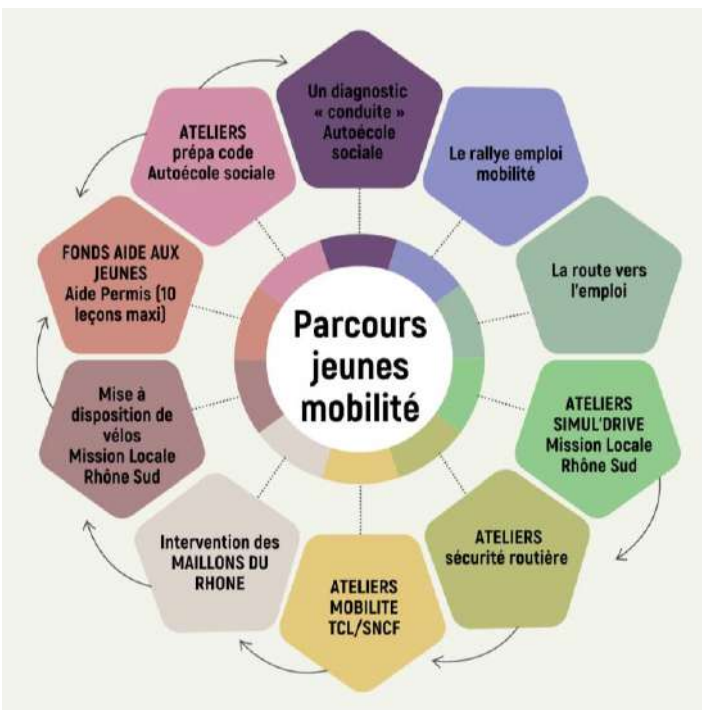 Un diagnostic
« conduite »
Autoécole
sociale
Le rallye emploi
mobilité
La route vers
l'emploi
ATELIERS
SIMUL'DRIVE
Mission Locale
Rhône Sud
ATELIERS
sécurité routière
ATELIERS
MOBILITE
TCL/SNCF
Intervention des
MAILLONS DU
RHONE
Mise à
disposition de
vélos
Mission Locale
Rhône Sud
FONDS AIDE AUX
JEUNES
Aide Permis (10
leçons maxi)
ATELIERS
prépa code
Autoécole sociale
Parcours
jeunes
mobilité